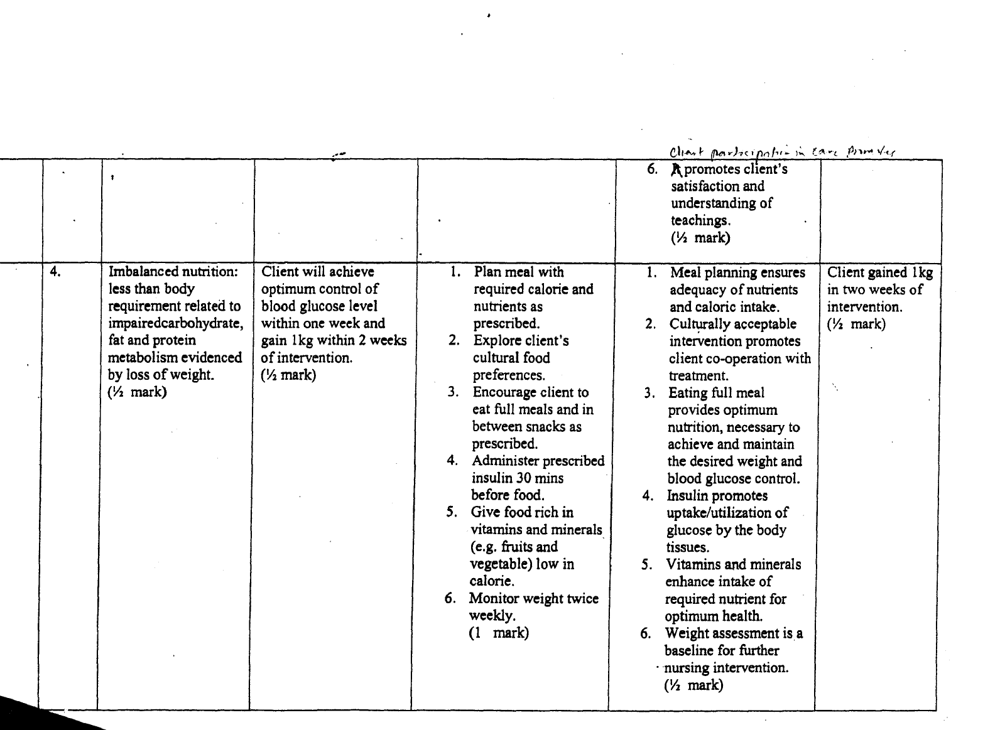 Client participation in care promotes
6. A promotes client's
satisfaction and
understanding of
teachings.
(½ mark)
4.
Imbalanced nutrition:
less than body
requirement related to
impairedcarbohydrate,
fat and protein
metabolism evidenced
by loss of weight.
(½ mark)
Client will achieve
optimum control of
blood glucose level
within one week and
gain 1kg within 2 weeks
of intervention.
(½ mark)
1. Plan meal with
required calorie and
nutrients as
prescribed.
2. Explore client's
cultural food
preferences.
3. Encourage client to
eat full meals and in
between snacks as
prescribed.
4. Administer prescribed
insulin 30 mins
before food.
5. Give food rich in
vitamins and minerals
(e.g. fruits and
vegetable) low in
calorie.
6. Monitor weight twice
weekly.
(1 mark)
1. Meal planning ensures
adequacy of nutrients
and caloric intake.
2. Culturally acceptable
intervention promotes
client co-operation with
treatment.
3. Eating full meal
provides optimum
nutrition, necessary to
achieve and maintain
the desired weight and
blood glucose control.
4. Insulin promotes
uptake/utilization of
glucose by the body
tissues.
5. Vitamins and minerals
enhance intake of
required nutrient for
optimum health.
6. Weight assessment is a
baseline for further
nursing intervention.
(½ mark)
Client gained 1kg
in two weeks of
intervention.
(½ mark)